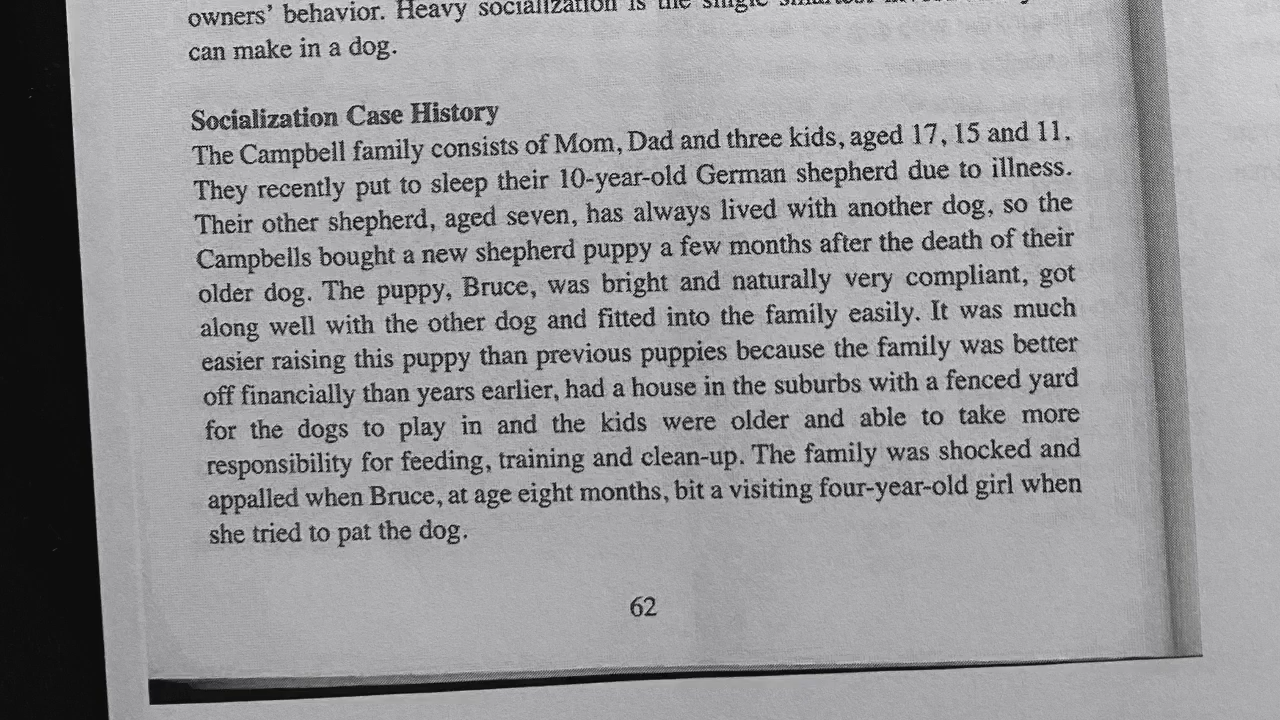 owners’ behavior. Heavy socialization is the single smartest
can make in a dog.
Socialization Case History
The Campbell family consists of Mom, Dad and three kids, aged 17, 15 and 11.
They recently put to sleep their 10-year-old German shepherd due to illness.
Their other shepherd, aged seven, has always lived with another dog, so the
Campbells bought a new shepherd puppy a few months after the death of their
older dog. The puppy, Bruce, was bright and naturally very compliant, got
along well with the other dog and fitted into the family easily. It was much
easier raising this puppy than previous puppies because the family was better
off financially than years earlier, had a house in the suburbs with a fenced yard
for the dogs to play in and the kids were older and able to take more
responsibility for feeding, training and clean-up. The family was shocked and
appalled when Bruce, at age eight months, bit a visiting four-year-old girl when
she tried to pat the dog.
62